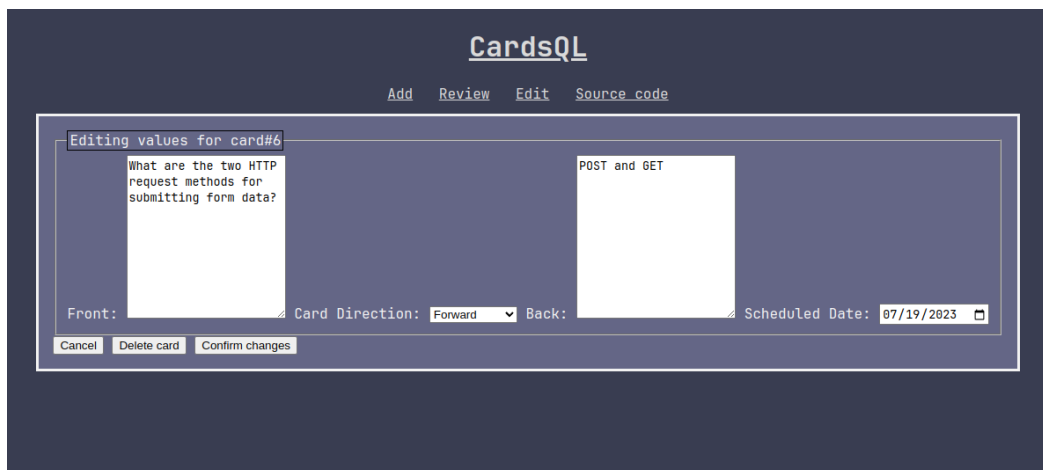 CardsQL
Add Review Edit Source code
Editing values for card#6
What are the two HTTP
request methods for
submitting form data?
POST and GET
Front: Card Direction: Forward Back: Scheduled Date: 07/19/2023
Cancel Delete card Confirm changes